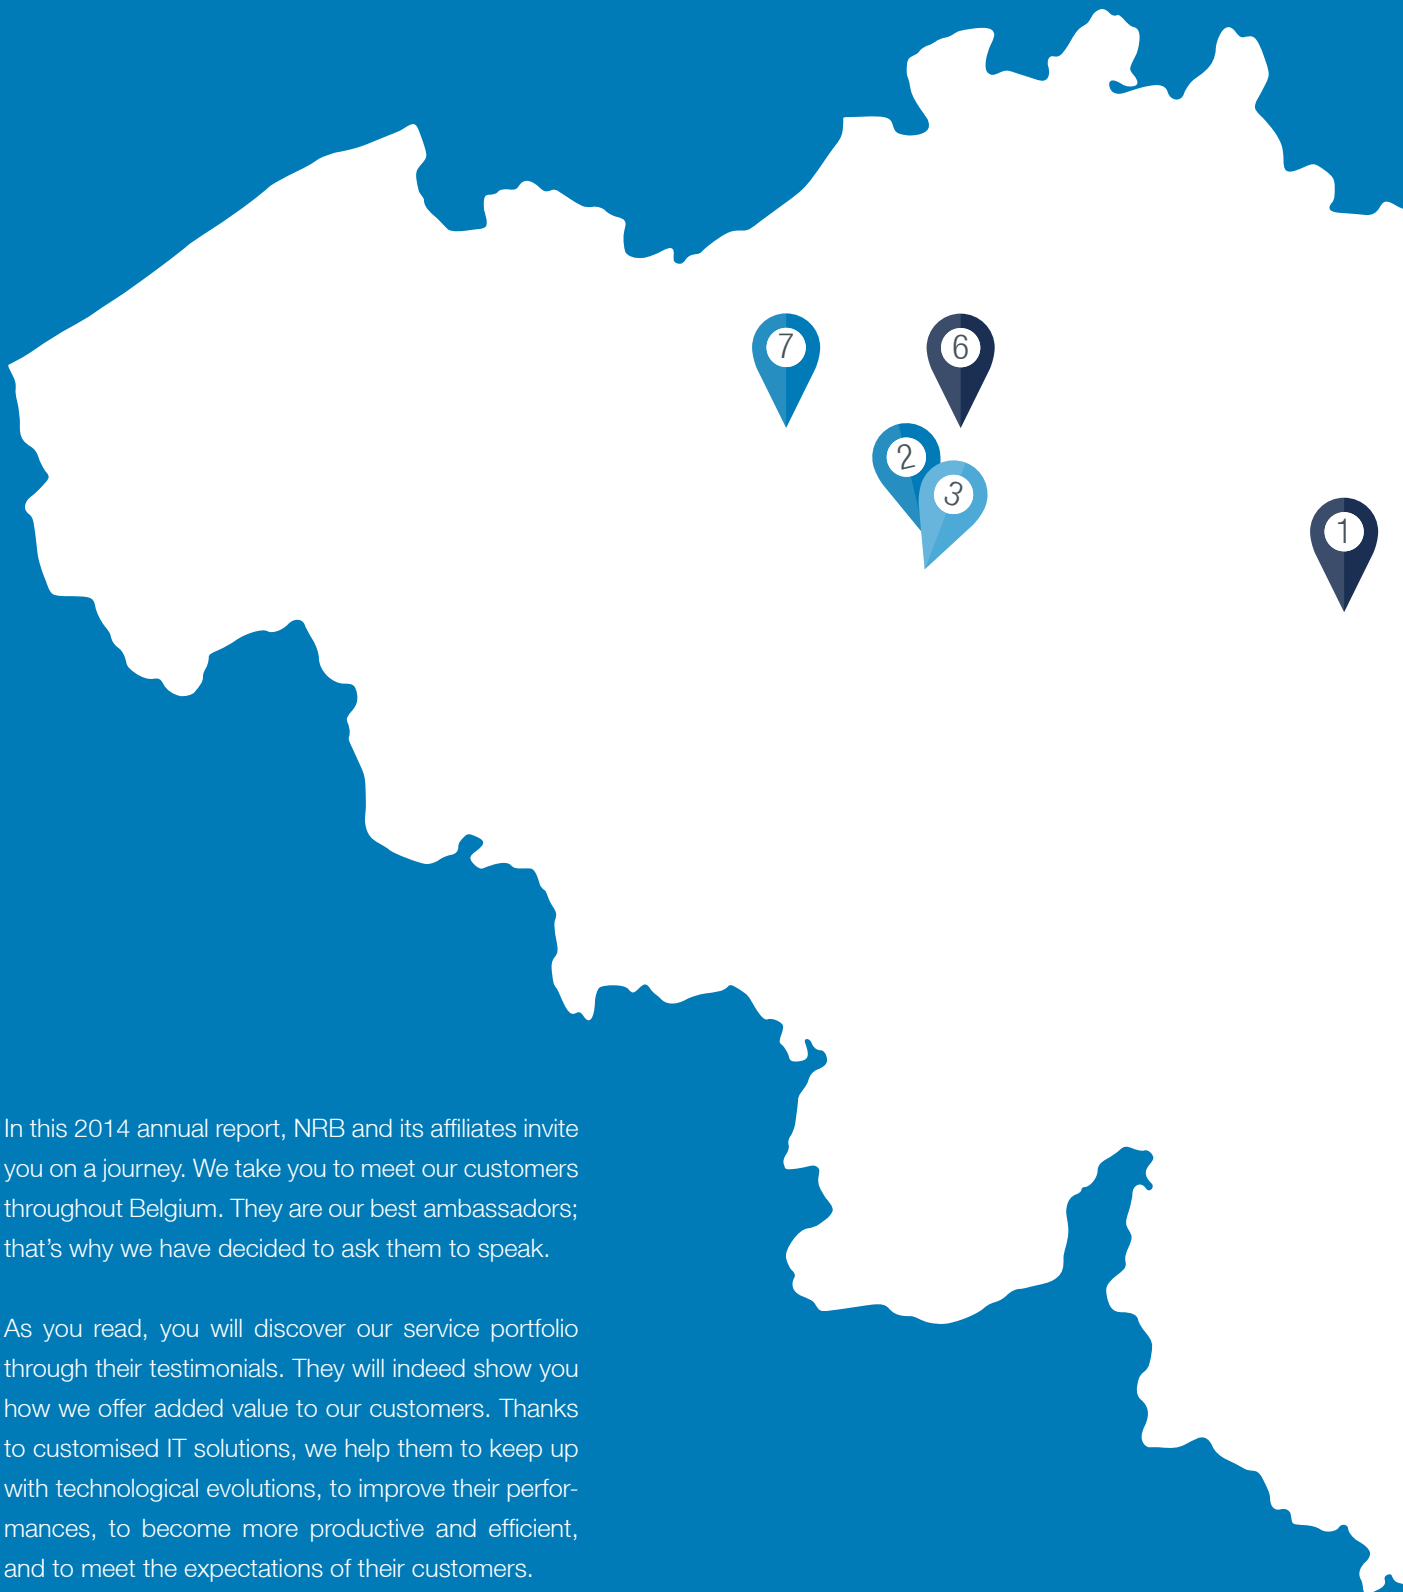 7
6
2
3
1
In this 2014 annual report, NRB and its affiliates invite
you on a journey. We take you to meet our customers
throughout Belgium. They are our best ambassadors;
that’s why we have decided to ask them to speak.
As you read, you will discover our service portfolio
through their testimonials. They will indeed show you
how we offer added value to our customers. Thanks
to customised IT solutions, we help them to keep up
with technological evolutions, to improve their perfor-
mances, to become more productive and efficient,
and to meet the expectations of their customers.